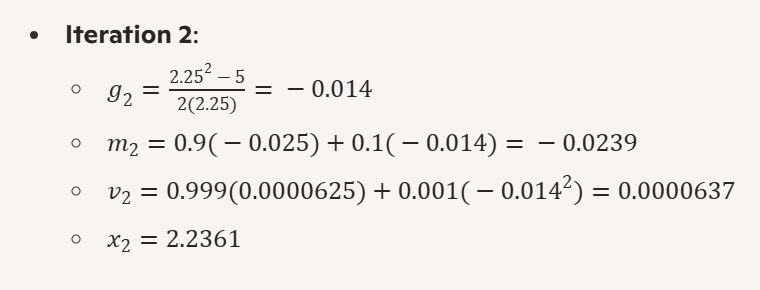 • Iteration 2:
○ g₂ = (2.25² − 5)/(2(2.25)) = − 0.014
○ m₂ = 0.9( − 0.025) + 0.1( − 0.014) = − 0.0239
○ v₂ = 0.999(0.0000625) + 0.001( − 0.014²) = 0.0000637
○ x₂ = 2.2361